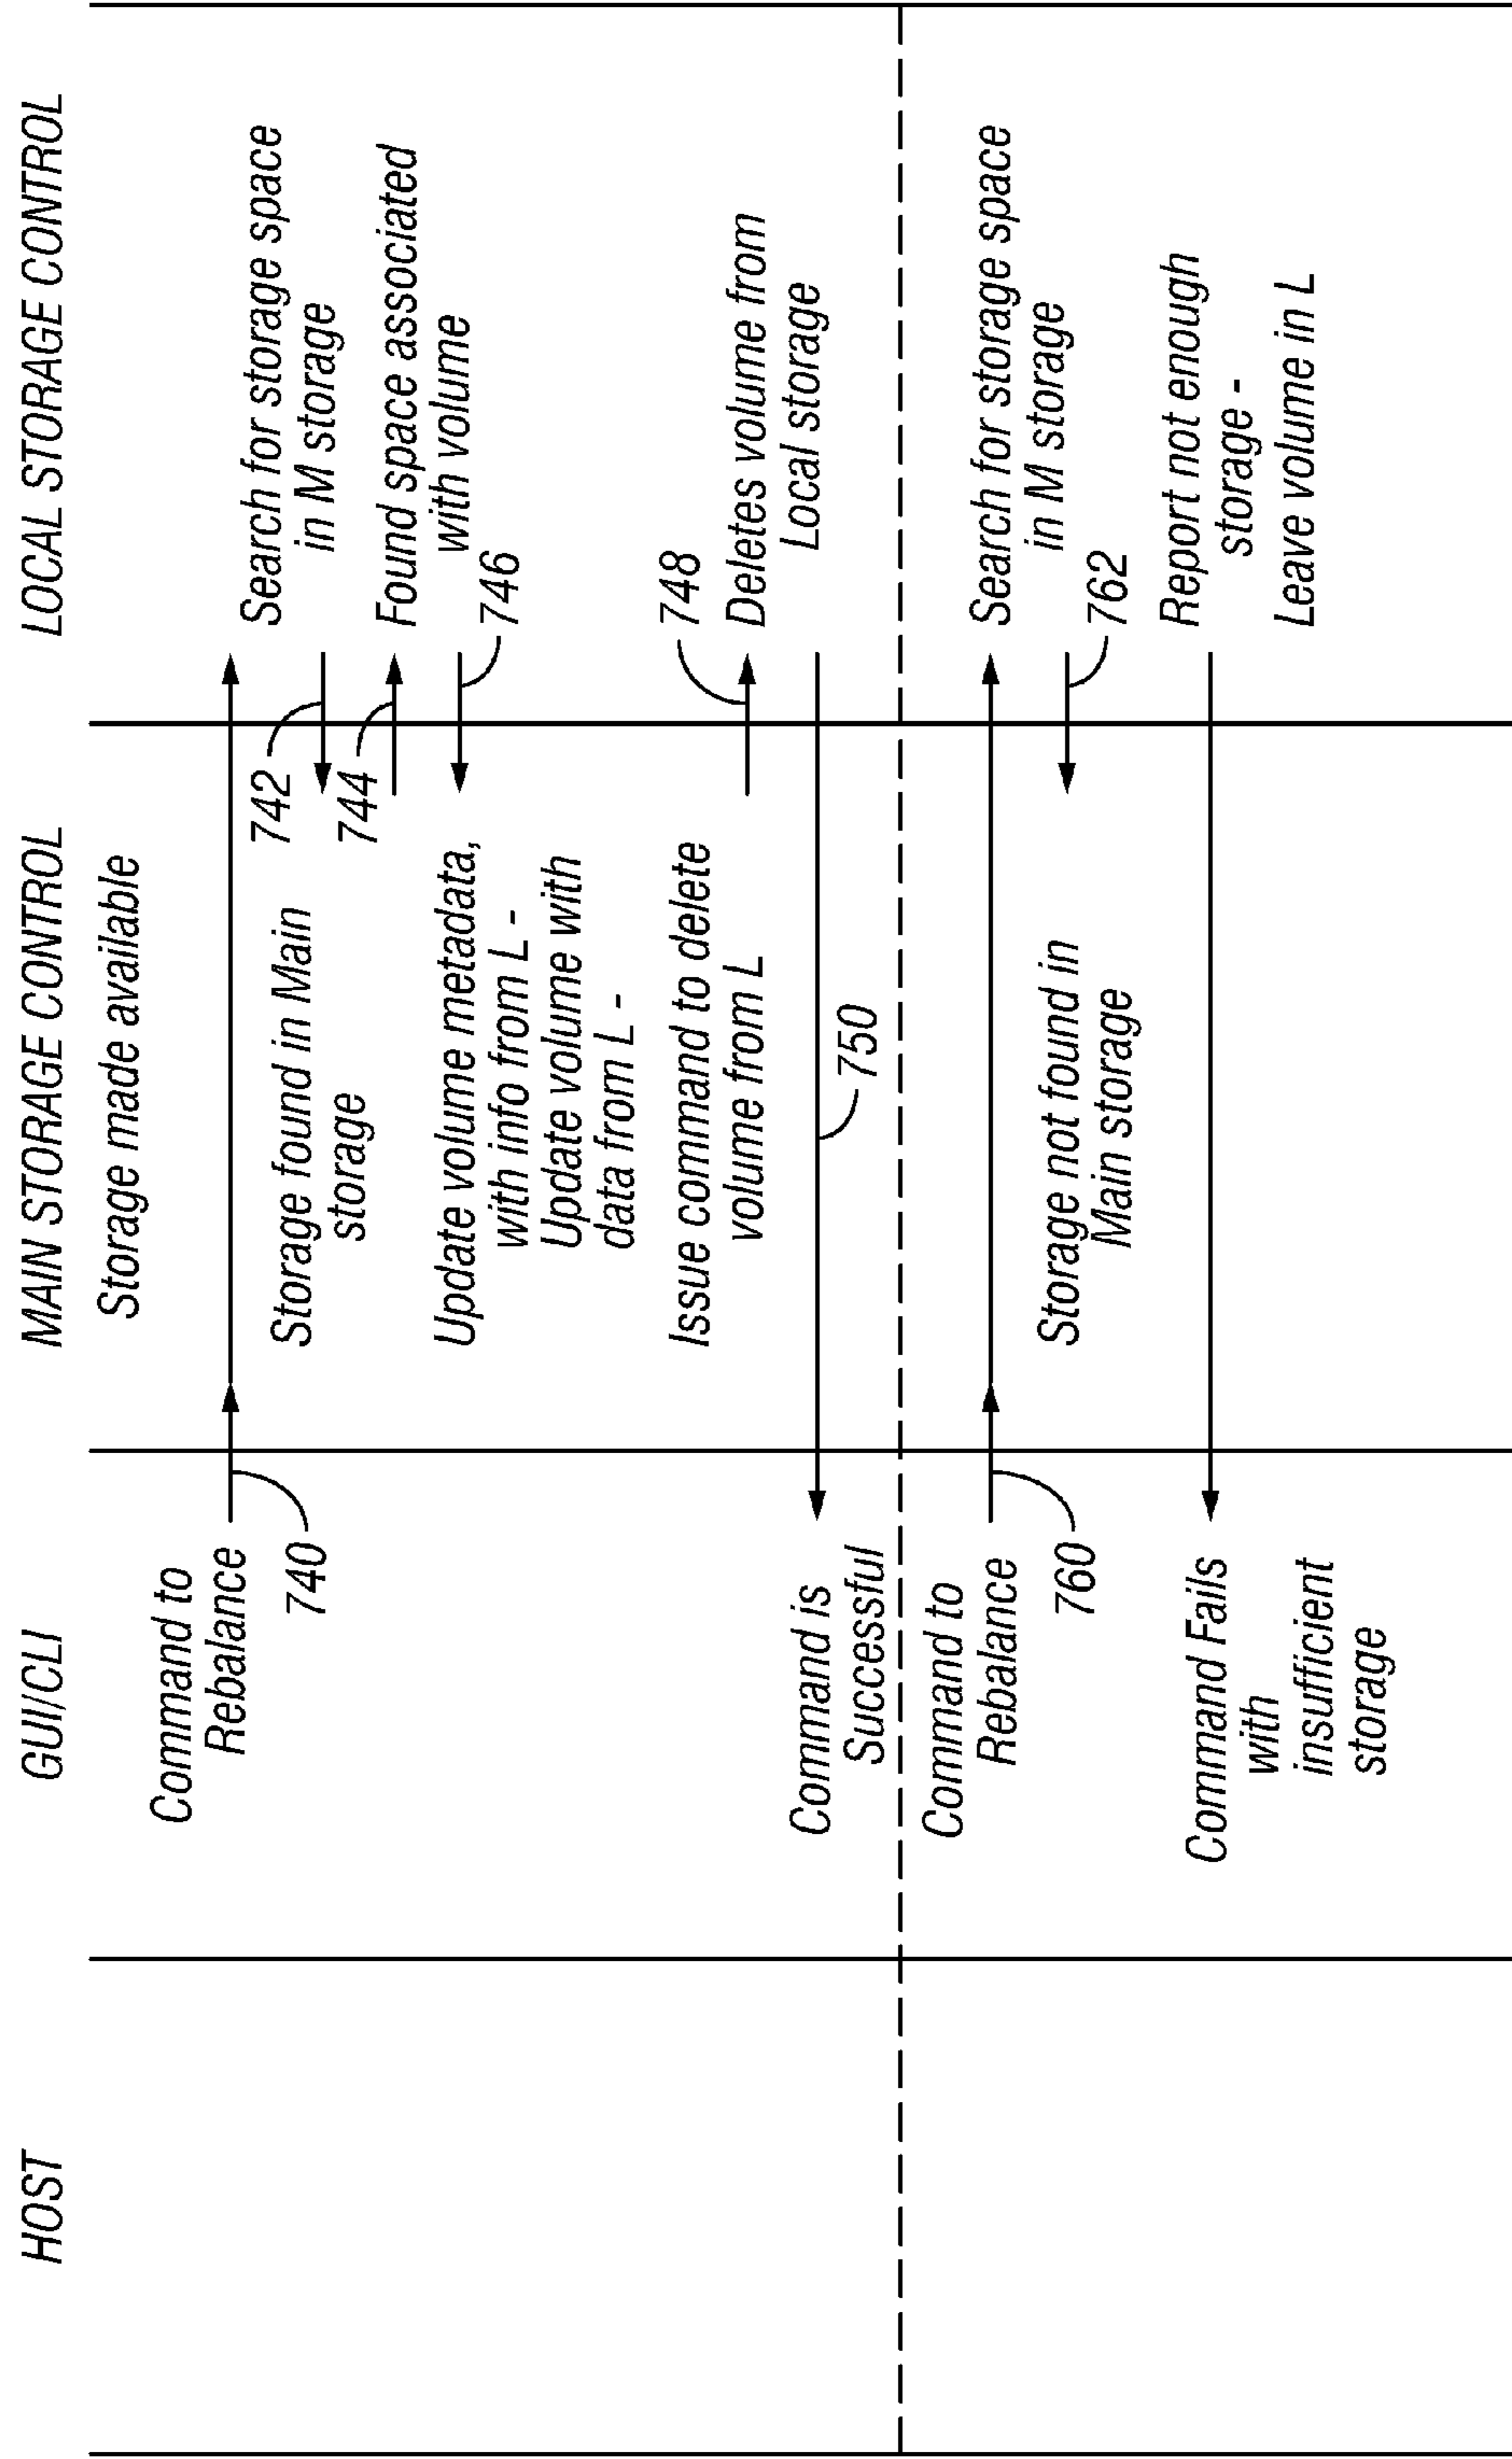 HOST
GUI/CLI
MAIN STORAGE CONTROL
LOCAL STORAGE CONTROL
Storage made available
Command to
Rebalance
740
Search for storage space
in M storage
742
Storage found in Main
storage
744
Found space associated
with volume
746
Update volume metadata,
with info from L -
Update volume with
data from L -
Issue command to delete
volume from L
748
Deletes volume from
Local storage
750
Command is
Successful
Command to
Rebalance
760
Search for storage space
in M storage
762
Storage not found in
Main storage
Report not enough
storage -
Leave volume in L
Command Fails
with
insufficient
storage